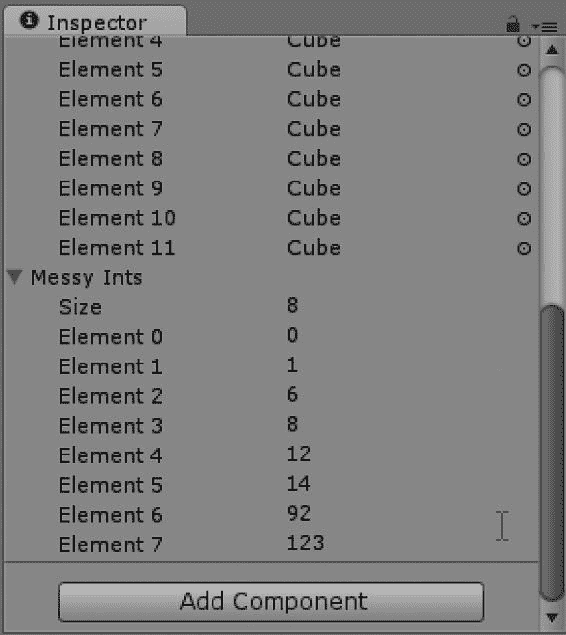 Inspector
Element 4 Cube
Element 5 Cube
Element 6 Cube
Element 7 Cube
Element 8 Cube
Element 9 Cube
Element 10 Cube
Element 11 Cube
Messy Ints
Size 8
Element 0 0
Element 1 1
Element 2 6
Element 3 8
Element 4 12
Element 5 14
Element 6 92
Element 7 123
Add Component